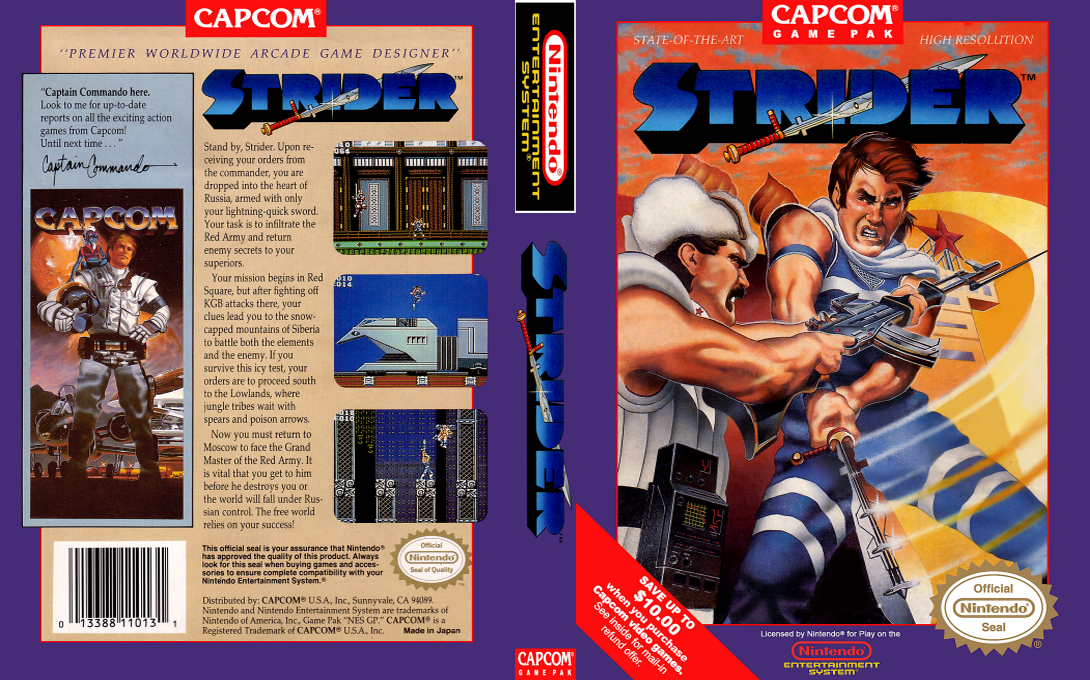 CAPCOM®
"PREMIER WORLDWIDE ARCADE GAME DESIGNER"
"Captain Commando here.
Look to me for up-to-date
reports on all the exciting action
games from Capcom!
Until next time . . ."
Captain Commando
CAPCOM
STRIDER™
Stand by, Strider. Upon re-
ceiving your orders from
the commander, you are
dropped into the heart of
Russia, armed with only
your lightning-quick sword.
Your task is to infiltrate the
Red Army and return
enemy secrets to your
superiors.
Your mission begins in Red
Square, but after fighting off
KGB attacks there, your
clues lead you to the snow-
capped mountains of Siberia
to battle both the elements
and the enemy. If you
survive this icy test, your
orders are to proceed south
to the Lowlands, where
jungle tribes wait with
spears and poison arrows.
Now you must return to
Moscow to face the Grand
Master of the Red Army. It
is vital that you get to him
before he destroys you or
the world will fall under Rus-
sian control. The free world
relies on your success!
0 13388 11013 1
This official seal is your assurance that Nintendo®
has approved the quality of this product. Always
look for this seal when buying games and acces-
sories to ensure complete compatibility with your
Nintendo Entertainment System.®
Official
Nintendo
Seal of Quality
Distributed by: CAPCOM® U.S.A., Inc., Sunnyvale, CA 94089.
Nintendo and Nintendo Entertainment System are trademarks of
Nintendo of America, Inc., Game Pak "NES GP." CAPCOM® is a
Registered Trademark of CAPCOM® U.S.A., Inc. Made in Japan
Nintendo®
ENTERTAINMENT
SYSTEM®
STRIDER™
CAPCOM®
GAME PAK
CAPCOM®
GAME PAK
STATE-OF-THE-ART
HIGH RESOLUTION
STRIDER™
SAVE UP TO
$10.00
when you purchase
Capcom video games.
See inside for mail-in
refund offer.
Official
Nintendo®
Seal
®
Licensed by Nintendo® for Play on the
Nintendo®
ENTERTAINMENT
SYSTEM®